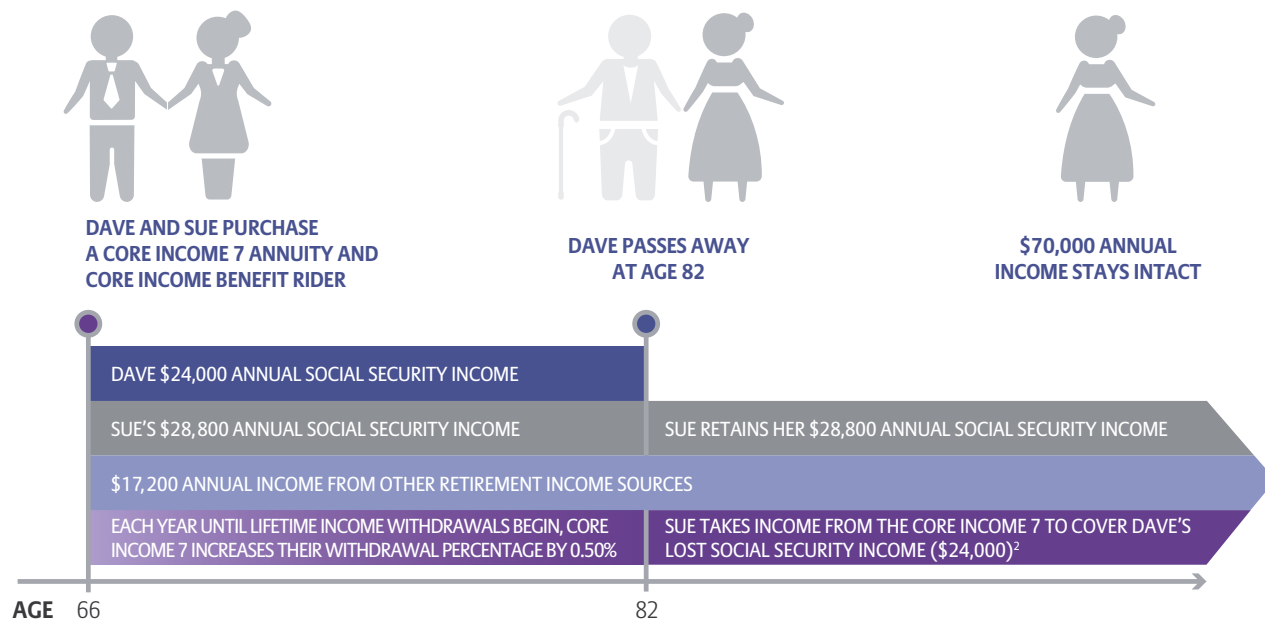 DAVE AND SUE PURCHASE
A CORE INCOME 7 ANNUITY AND
CORE INCOME BENEFIT RIDER
DAVE PASSES AWAY
AT AGE 82
$70,000 ANNUAL
INCOME STAYS INTACT
DAVE $24,000 ANNUAL SOCIAL SECURITY INCOME
SUE'S $28,800 ANNUAL SOCIAL SECURITY INCOME
SUE RETAINS HER $28,800 ANNUAL SOCIAL SECURITY INCOME
$17,200 ANNUAL INCOME FROM OTHER RETIREMENT INCOME SOURCES
EACH YEAR UNTIL LIFETIME INCOME WITHDRAWALS BEGIN, CORE
INCOME 7 INCREASES THEIR WITHDRAWAL PERCENTAGE BY 0.50%
SUE TAKES INCOME FROM THE CORE INCOME 7 TO COVER DAVE'S
LOST SOCIAL SECURITY INCOME ($24,000)²
AGE 66 82